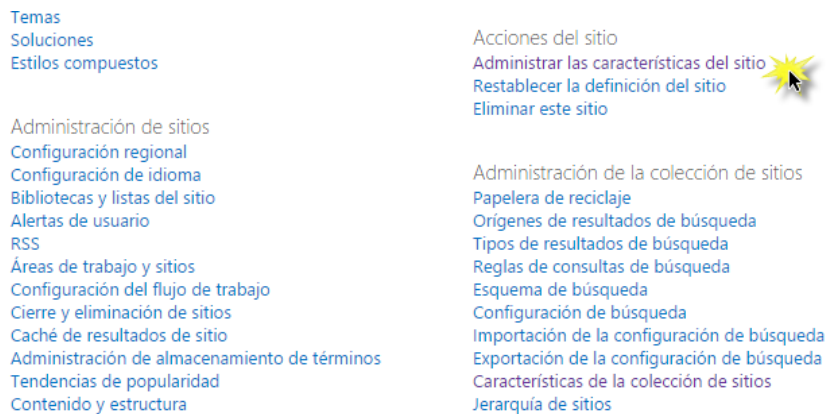 Temas
Soluciones
Estilos compuestos
Administración de sitios
Configuración regional
Configuración de idioma
Bibliotecas y listas del sitio
Alertas de usuario
RSS
Áreas de trabajo y sitios
Configuración del flujo de trabajo
Cierre y eliminación de sitios
Caché de resultados de sitio
Administración de almacenamiento de términos
Tendencias de popularidad
Contenido y estructura
Acciones del sitio
Administrar las características del sitio
Restablecer la definición del sitio
Eliminar este sitio
Administración de la colección de sitios
Papelera de reciclaje
Orígenes de resultados de búsqueda
Tipos de resultados de búsqueda
Reglas de consultas de búsqueda
Esquema de búsqueda
Configuración de búsqueda
Importación de la configuración de búsqueda
Exportación de la configuración de búsqueda
Características de la colección de sitios
Jerarquía de sitios